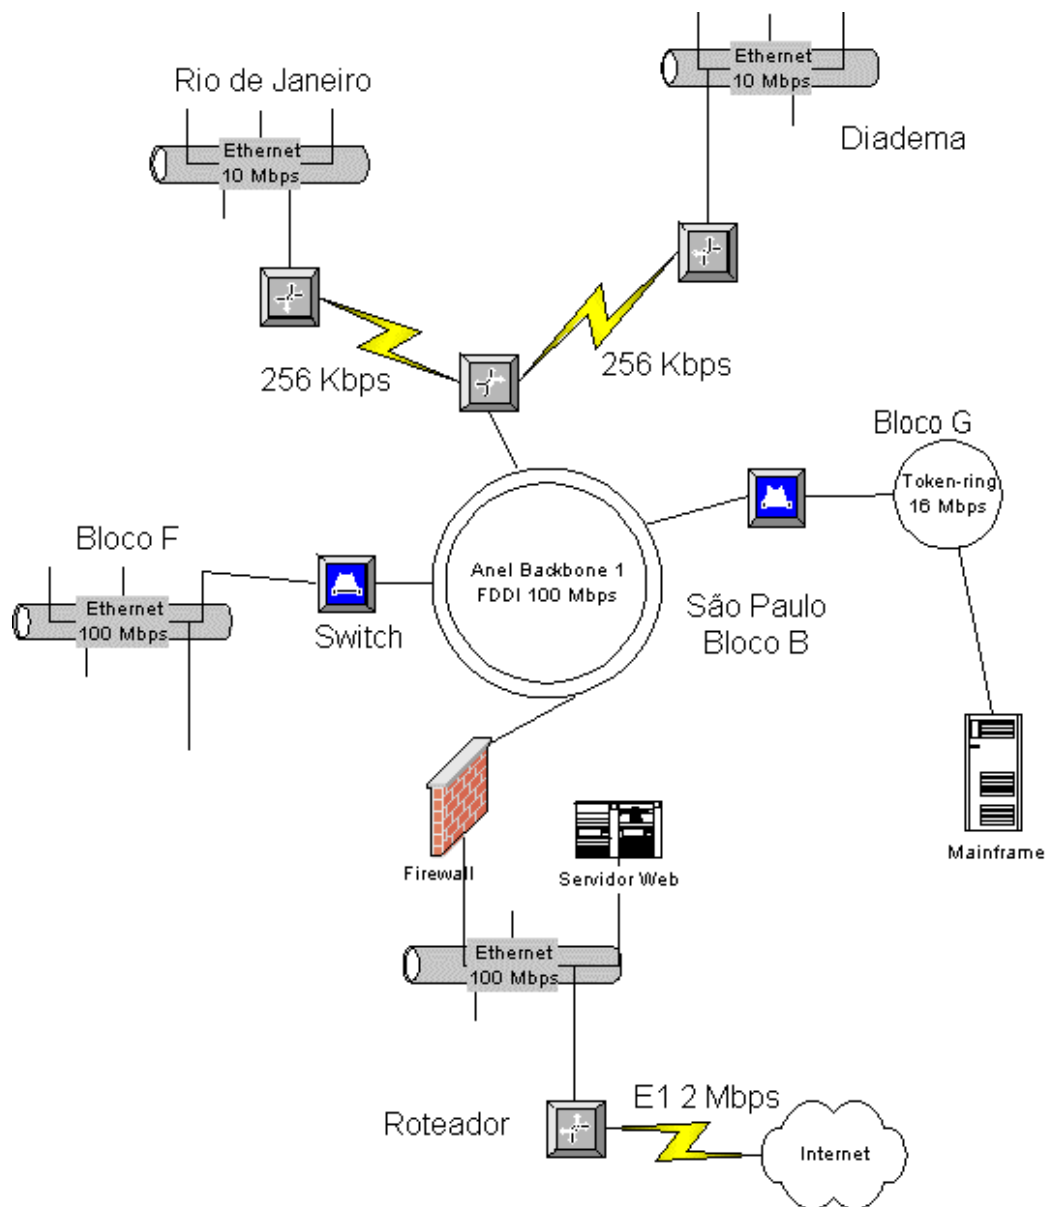 Ethernet
10 Mbps
Diadema
Rio de Janeiro
Ethernet
10 Mbps
256 Kbps
256 Kbps
Bloco G
Token-ring
16 Mbps
Bloco F
Ethernet
100 Mbps
Switch
Anel Backbone 1
FDDI 100 Mbps
São Paulo
Bloco B
Mainframe
Firewall
Servidor Web
Ethernet
100 Mbps
Roteador
E1 2 Mbps
Internet